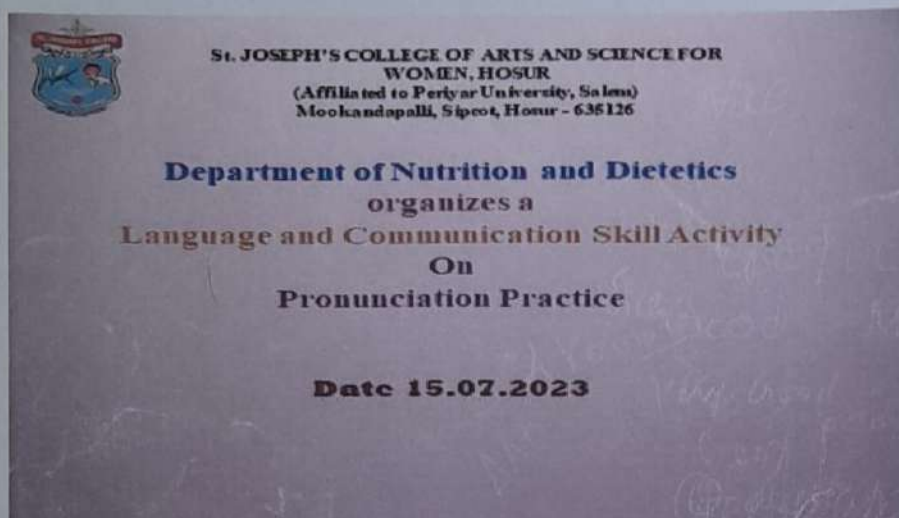 St. JOSEPH'S COLLEGE OF ARTS AND SCIENCE FOR
WOMEN, HOSUR
(Affiliated to Periyar University, Salem)
Mookandapalli, Sipcot, Hosur - 635126
Department of Nutrition and Dietetics
organizes a
Language and Communication Skill Activity
On
Pronunciation Practice
Date 15.07.2023